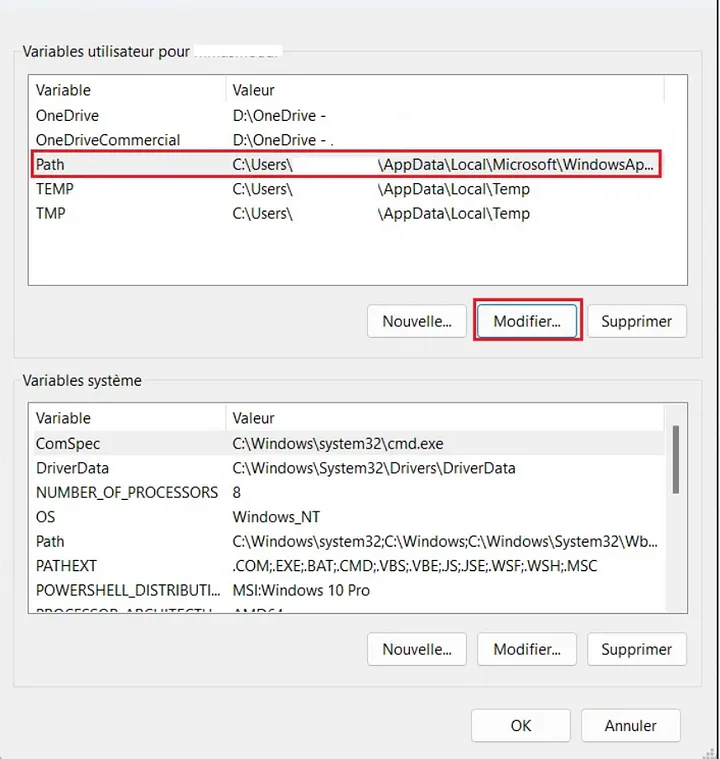 Variables utilisateur pour
Variable Valeur
OneDrive D:\OneDrive -
OneDriveCommercial D:\OneDrive - .
Path C:\Users\ \AppData\Local\Microsoft\WindowsAp...
TEMP C:\Users\ \AppData\Local\Temp
TMP C:\Users\ \AppData\Local\Temp
Nouvelle... Modifier... Supprimer
Variables système
Variable Valeur
ComSpec C:\Windows\system32\cmd.exe
DriverData C:\Windows\System32\Drivers\DriverData
NUMBER_OF_PROCESSORS 8
OS Windows_NT
Path C:\Windows\system32;C:\Windows;C:\Windows\System32\Wb...
PATHEXT .COM;.EXE;.BAT;.CMD;.VBS;.VBE;.JS;.JSE;.WSF;.WSH;.MSC
POWERSHELL_DISTRIBUTI... MSI:Windows 10 Pro
PROCESSOR_ARCHITECTU AMD64
Nouvelle... Modifier... Supprimer
OK Annuler